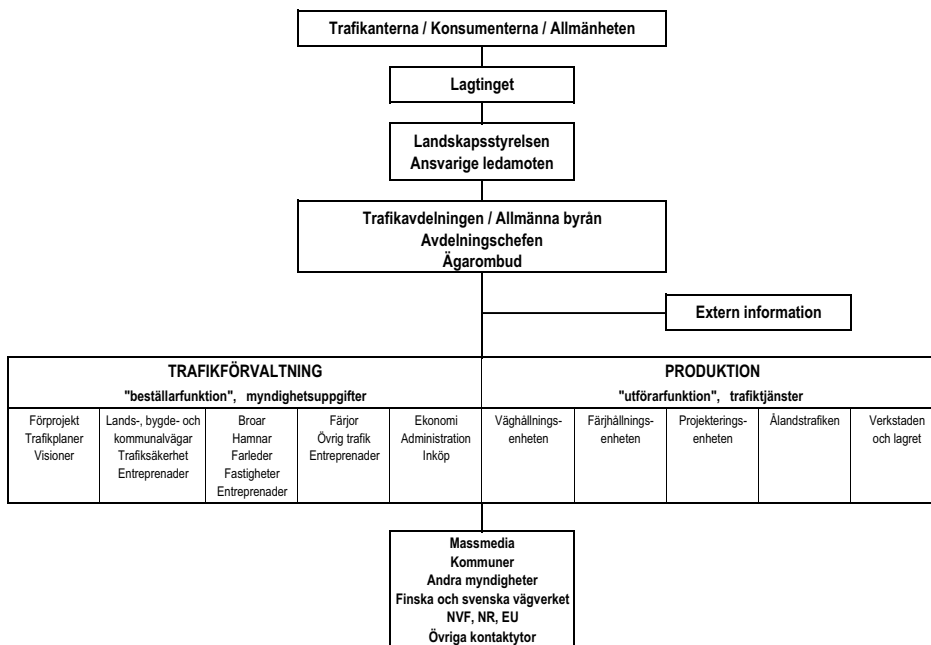 Trafikanterna / Konsumenterna / Allmänheten
Lagtinget
Landskapsstyrelsen
Ansvarige ledamoten
Trafikavdelningen / Allmänna byrån
Avdelningschefen
Ägarombud
Extern information
TRAFIKFÖRVALTNING
"beställarfunktion", myndighetsuppgifter
PRODUKTION
"utförarfunktion", trafiktjänster
Förprojekt
Trafikplaner
Visioner
Lands-, bygde- och
kommunalvägar
Trafiksäkerhet
Entreprenader
Broar
Hamnar
Farleder
Fastigheter
Entreprenader
Färjor
Övrig trafik
Entreprenader
Ekonomi
Administration
Inköp
Väghållnings-
enheten
Färjhållnings-
enheten
Projekterings-
enheten
Ålandstrafiken
Verkstaden
och lagret
Massmedia
Kommuner
Andra myndigheter
Finska och svenska vägverket
NVF, NR, EU
Övriga kontaktytor